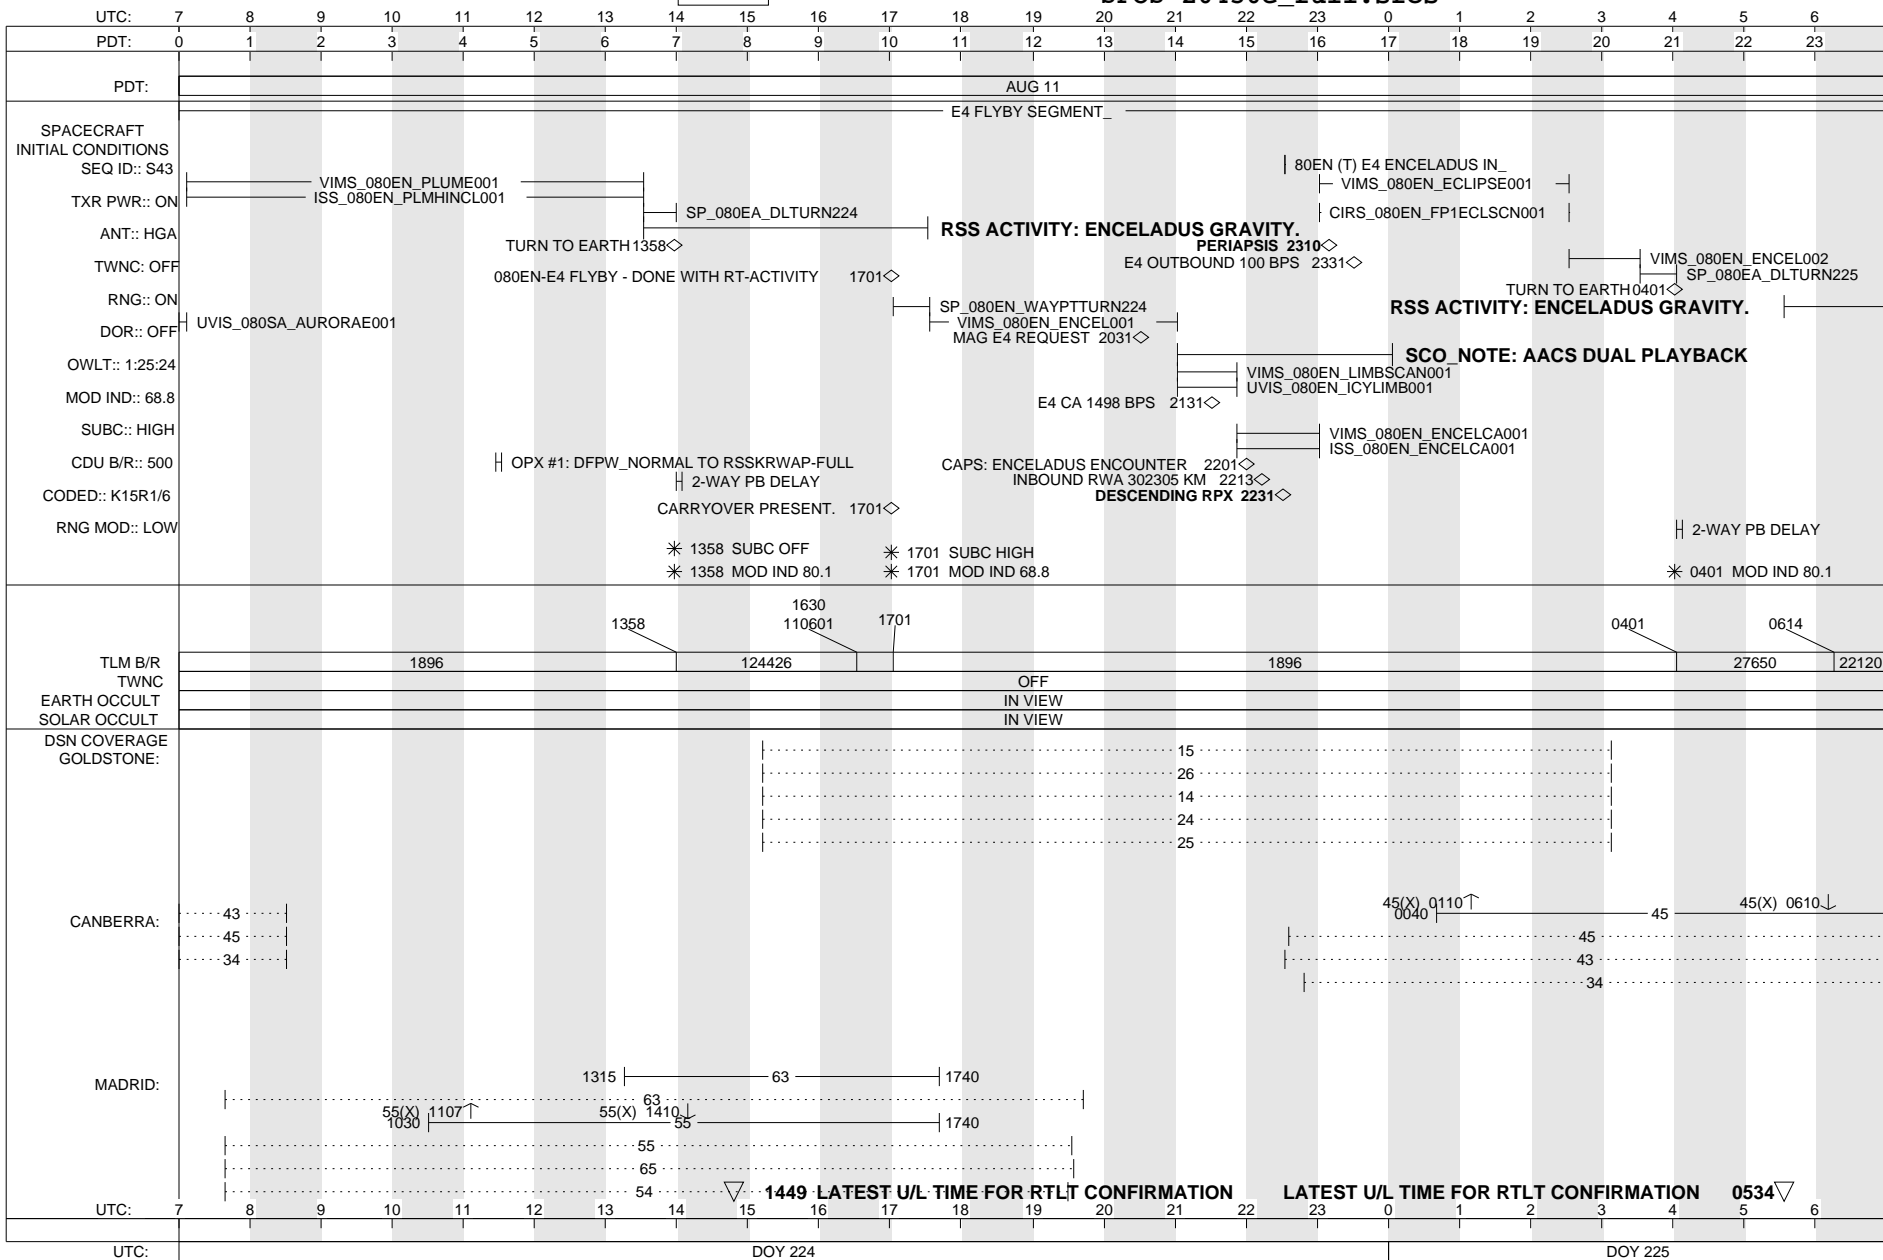 UTC: 7 8 9 10 11 12 13 14 15 16 17 18 19 20 21 22 23 0 1 2 3 4 5 6
PDT: 0 1 2 3 4 5 6 7 8 9 10 11 12 13 14 15 16 17 18 19 20 21 22 23
PDT: AUG 11
E4 FLYBY SEGMENT_
SPACECRAFT
INITIAL CONDITIONS
SEQ ID:: S43
TXR PWR:: ON
ANT:: HGA
TWNC: OFF
RNG:: ON
DOR:: OFF
OWLT:: 1:25:24
MOD IND:: 68.8
SUBC:: HIGH
CDU B/R:: 500
CODED:: K15R1/6
RNG MOD:: LOW
80EN (T) E4 ENCELADUS IN_
VIMS_080EN_PLUME001
VIMS_080EN_ECLIPSE001
ISS_080EN_PLMHINCL001
SP_080EA_DLTURN224
CIRS_080EN_FP1ECLSCN001
RSS ACTIVITY: ENCELADUS GRAVITY.
TURN TO EARTH 1358
PERIAPSIS 2310
E4 OUTBOUND 100 BPS 2331
VIMS_080EN_ENCEL002
080EN-E4 FLYBY - DONE WITH RT-ACTIVITY 1701
SP_080EA_DLTURN225
TURN TO EARTH 0401
SP_080EN_WAYPTTURN224
RSS ACTIVITY: ENCELADUS GRAVITY.
UVIS_080SA_AURORAE001
VIMS_080EN_ENCEL001
MAG E4 REQUEST 2031
SCO_NOTE: AACS DUAL PLAYBACK
VIMS_080EN_LIMBSCAN001
UVIS_080EN_ICYLIMB001
E4 CA 1498 BPS 2131
VIMS_080EN_ENCELCA001
ISS_080EN_ENCELCA001
OPX #1: DFPW_NORMAL TO RSSKRWAP-FULL
CAPS: ENCELADUS ENCOUNTER 2201
2-WAY PB DELAY
INBOUND RWA 302305 KM 2213
DESCENDING RPX 2231
CARRYOVER PRESENT. 1701
2-WAY PB DELAY
1358 SUBC OFF
1701 SUBC HIGH
1358 MOD IND 80.1
1701 MOD IND 68.8
0401 MOD IND 80.1
1630
1358 110601 1701 0401 0614
TLM B/R 1896 124426 1896 27650 22120
TWNC OFF
EARTH OCCULT IN VIEW
SOLAR OCCULT IN VIEW
DSN COVERAGE
GOLDSTONE:
15
26
14
24
25
CANBERRA:
45(X) 0110 45(X) 0610
43 0040 45
45 45
34 43
34
MADRID:
1315 63 1740
63
55(X) 1107 55(X) 1410
1030 55 1740
55
65
54 1449 LATEST U/L TIME FOR RTLT CONFIRMATION LATEST U/L TIME FOR RTLT CONFIRMATION 0534
UTC: 7 8 9 10 11 12 13 14 15 16 17 18 19 20 21 22 23 0 1 2 3 4 5 6
UTC: DOY 224 DOY 225